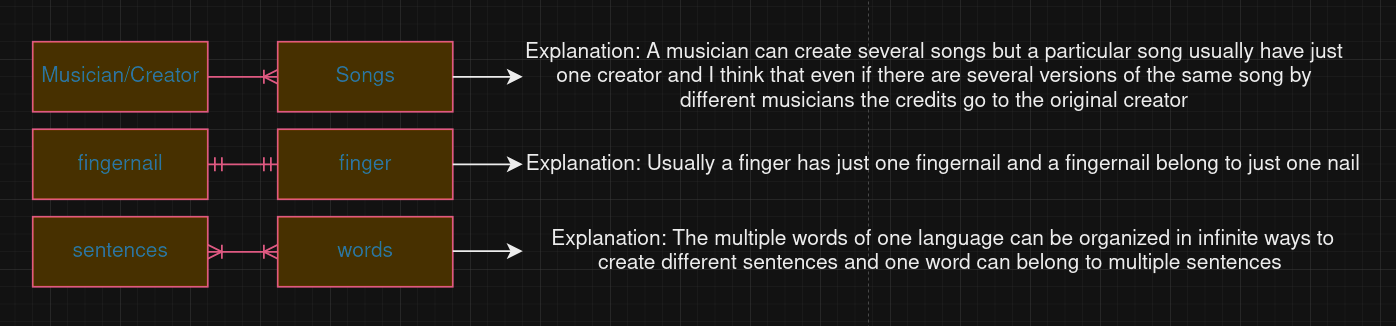 Musician/Creator
Songs
Explanation: A musician can create several songs but a particular song usually have just
one creator and I think that even if there are several versions of the same song by
different musicians the credits go to the original creator
fingernail
finger
Explanation: Usually a finger has just one fingernail and a fingernail belong to just one nail
sentences
words
Explanation: The multiple words of one language can be organized in infinite ways to
create different sentences and one word can belong to multiple sentences